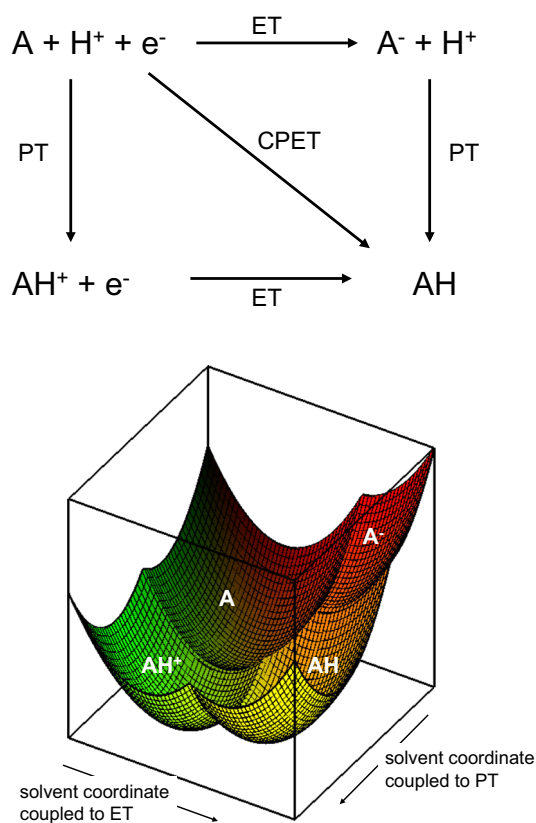 A + H⁺ + e⁻ ET A⁻ + H⁺
PT CPET PT
AH⁺ + e⁻ ET AH
A⁻
A
AH⁺ AH
solvent coordinate
coupled to PT
solvent coordinate
coupled to ET